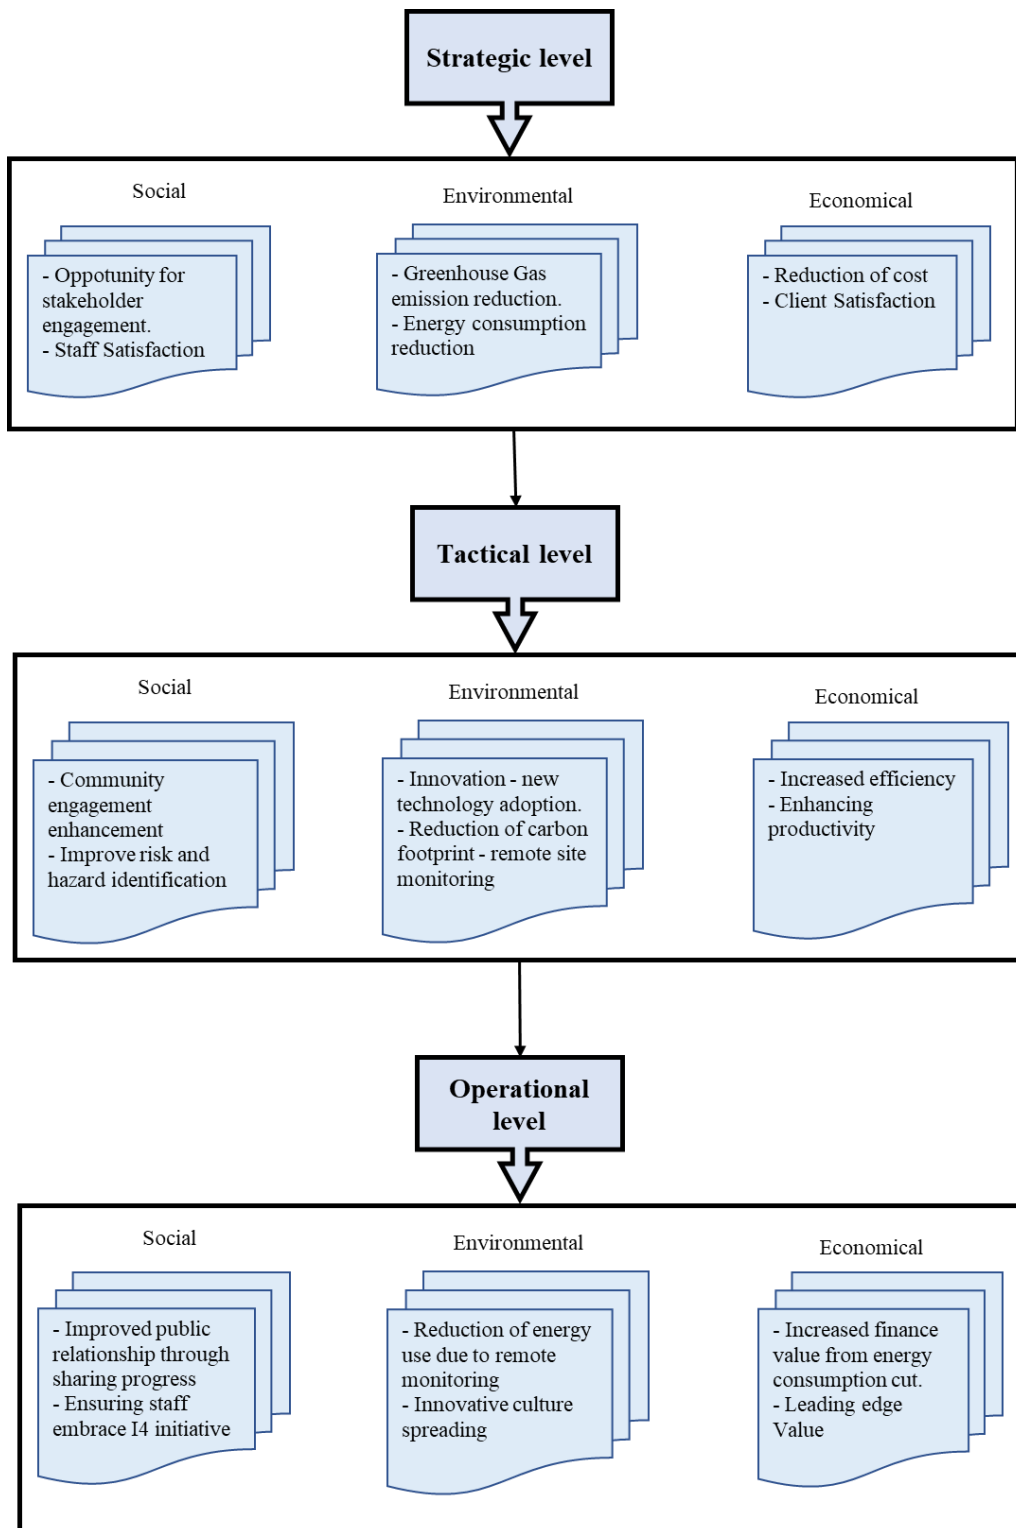 Strategic level
Social
Environmental
Economical
- Oppotunity for
stakeholder
engagement.
- Staff Satisfaction
- Greenhouse Gas
emission reduction.
- Energy consumption
reduction
- Reduction of cost
- Client Satisfaction
Tactical level
Social
Environmental
Economical
- Community
engagement
enhancement
- Improve risk and
hazard identification
- Innovation - new
technology adoption.
- Reduction of carbon
footprint - remote site
monitoring
- Increased efficiency
- Enhancing
productivity
Operational
level
Social
Environmental
Economical
- Improved public
relationship through
sharing progress
- Ensuring staff
embrace I4 initiative
- Reduction of energy
use due to remote
monitoring
- Innovative culture
spreading
- Increased finance
value from energy
consumption cut.
- Leading edge
Value